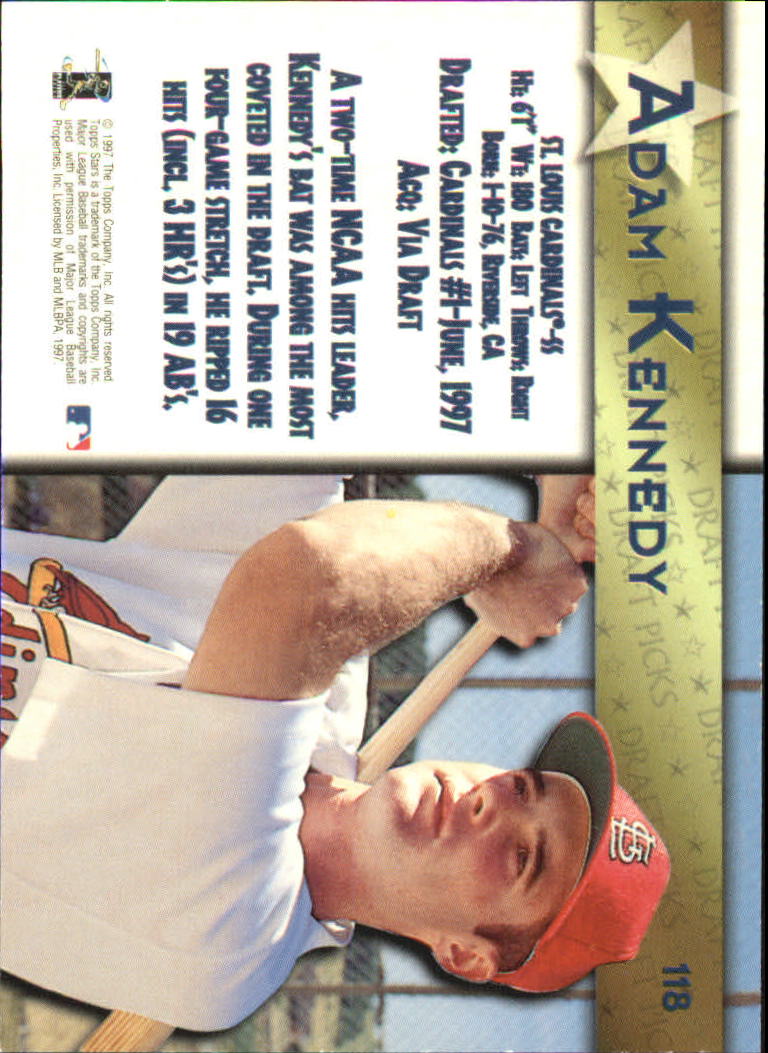 ADAM KENNEDY
118
ST. LOUIS CARDINALS®-SS
HT: 6'1" WT: 180 BATS: LEFT THROWS: RIGHT
BORN: 1-10-76, RIVERSIDE, CA
DRAFTED: CARDINALS #1-JUNE, 1997
ACQ: VIA DRAFT
A TWO-TIME NCAA HITS LEADER,
KENNEDY'S BAT WAS AMONG THE MOST
COVETED IN THE DRAFT. DURING ONE
FOUR-GAME STRETCH, HE RIPPED 16
HITS (INCL. 3 HR'S) IN 19 AB'S.
© 1997 The Topps Company, Inc. All rights reserved
Topps Stars is a trademark of the Topps Company, Inc.
Major League Baseball trademarks and copyrights are
used with permission of Major League Baseball
Properties, Inc. Licensed by MLB and MLBPA 1997.
DRAFT PICKS
STL